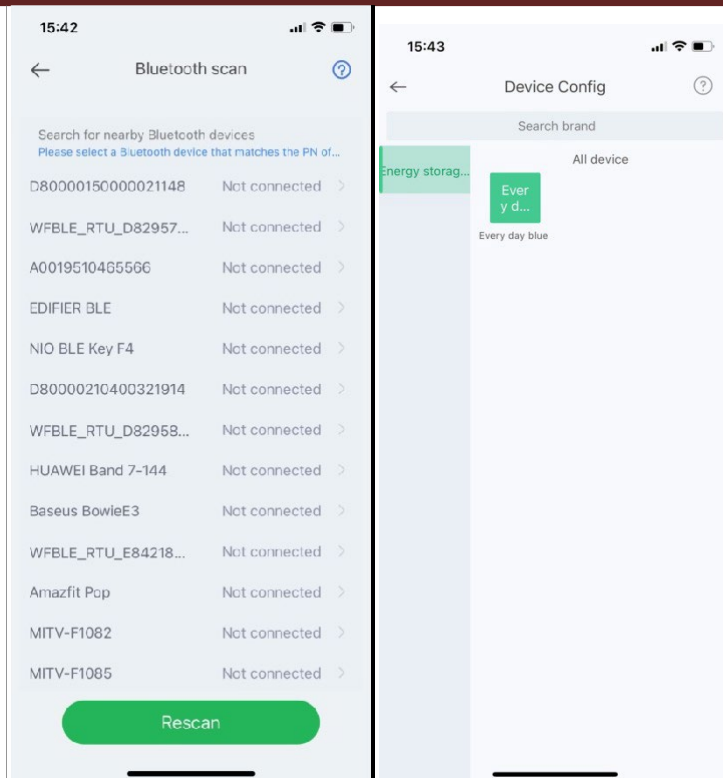 15:42
Bluetooth scan
Search for nearby Bluetooth devices
Please select a Bluetooth device that matches the PN of...
D80000150000021148 Not connected
WFBLE_RTU_D82957... Not connected
A0019510465566 Not connected
EDIFIER BLE Not connected
NIO BLE Key F4 Not connected
D80000210400321914 Not connected
WFBLE_RTU_D82958... Not connected
HUAWEI Band 7-144 Not connected
Baseus BowieE3 Not connected
WFBLE_RTU_E84218... Not connected
Amazfit Pop Not connected
MITV-F1082 Not connected
MITV-F1085 Not connected
Rescan
15:43
Device Config
Search brand
Energy storag...
All device
Ever
y d...
Every day blue